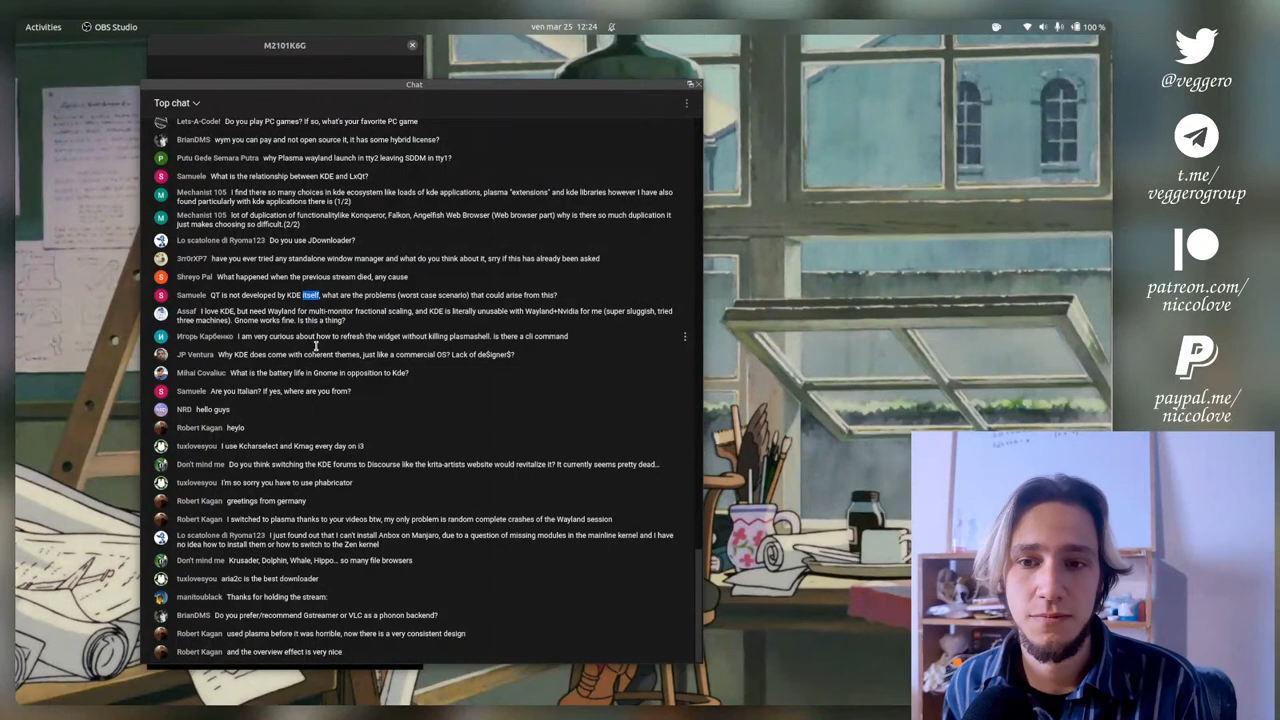 Activities OBS Studio ven mar 25 12:24 100 %
M2101K6G
Chat
Top chat
Lets-A-Code! Do you play PC games? If so, what's your favorite PC game
BrianDMS wym you can pay and not open source it, it has some hybrid license?
P Putu Gede Semara Putra why Plasma wayland launch in tty2 leaving SDDM in tty1?
S Samuele What is the relationship between KDE and LxQt?
M Mechanist 105 I find there so many choices in kde ecosystem like loads of kde applications, plasma "extensions" and kde libraries however I have also
found particularly with kde applications there is (1/2)
M Mechanist 105 lot of duplication of functionalitylike Konqueror, Falkon, Angelfish Web Browser (Web browser part) why is there so much duplication it
just makes choosing so difficult.(2/2)
Lo scatolone di Ryoma123 Do you use JDownloader?
3rr0rXP7 have you ever tried any standalone window manager and what do you think about it, srry if this has already been asked
S Shreyo Pal What happened when the previous stream died, any cause
S Samuele QT is not developed by KDE itself, what are the problems (worst case scenario) that could arise from this?
Assaf I love KDE, but need Wayland for multi-monitor fractional scaling, and KDE is literally unusable with Wayland+Nvidia for me (super sluggish, tried
three machines). Gnome works fine. Is this a thing?
И Игорь Карбенко I am very curious about how to refresh the widget without killing plasmashell. is there a cli command
JP Ventura Why KDE does come with coherent themes, just like a commercial OS? Lack of de$igner$?
Mihai Covaliuc What is the battery life in Gnome in opposition to Kde?
S Samuele Are you Italian? If yes, where are you from?
NRD hello guys
Robert Kagan heylo
tuxlovesyou I use Kcharselect and Kmag every day on i3
Don't mind me Do you think switching the KDE forums to Discourse like the krita-artists website would revitalize it? It currently seems pretty dead...
tuxlovesyou I'm so sorry you have to use phabricator
Robert Kagan greetings from germany
Robert Kagan I switched to plasma thanks to your videos btw, my only problem is random complete crashes of the Wayland session
Lo scatolone di Ryoma123 I just found out that I can't Install Anbox on Manjaro, due to a question of missing modules in the mainline kernel and I have
no idea how to install them or how to switch to the Zen kernel
Don't mind me Krusader, Dolphin, Whale, Hippo... so many file browsers
tuxlovesyou aria2c is the best downloader
manitoublack Thanks for holding the stream:
BrianDMS Do you prefer/recommend Gstreamer or VLC as a phonon backend?
Robert Kagan used plasma before it was horrible, now there is a very consistent design
Robert Kagan and the overview effect is very nice
@veggero
t.me/
veggerogroup
patreon.com/
niccolove
paypal.me/
niccolove